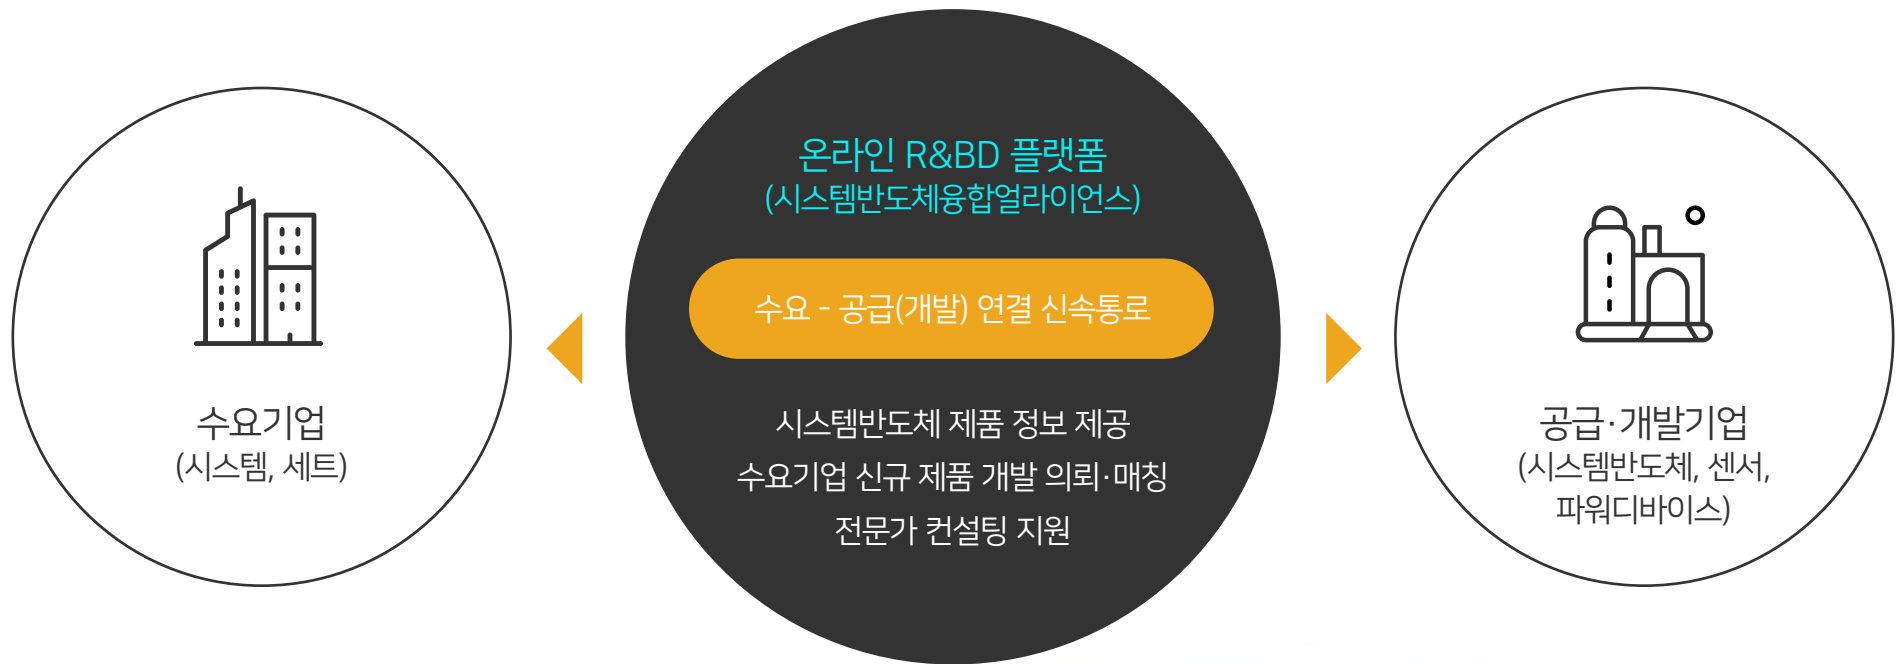 수요기업
(시스템, 세트)
온라인 R&BD 플랫폼
(시스템반도체융합얼라이언스)
수요 - 공급(개발) 연결 신속통로
시스템반도체 제품 정보 제공
수요기업 신규 제품 개발 의뢰·매칭
전문가 컨설팅 지원
공급·개발기업
(시스템반도체, 센서,
파워디바이스)